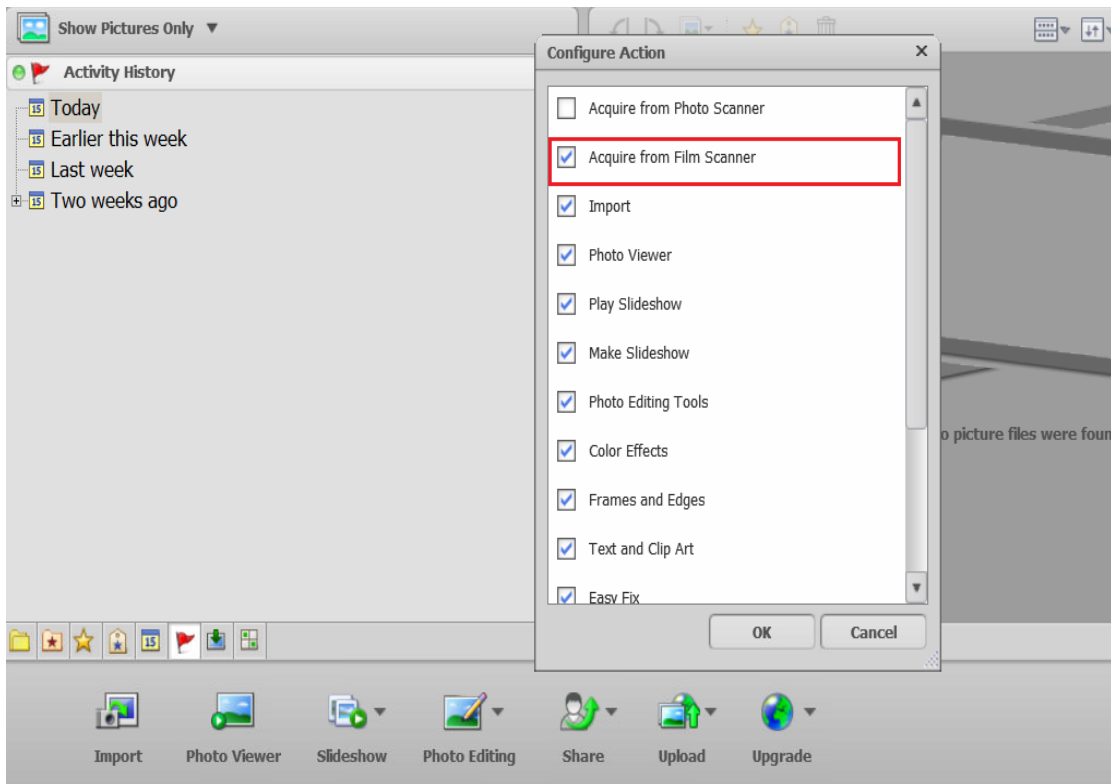 Show Pictures Only
Activity History
Today
Earlier this week
Last week
Two weeks ago
Configure Action
Acquire from Photo Scanner
Acquire from Film Scanner
Import
Photo Viewer
Play Slideshow
Make Slideshow
Photo Editing Tools
Color Effects
Frames and Edges
Text and Clip Art
Easy Fix
OK Cancel
o picture files were foun
Import Photo Viewer Slideshow Photo Editing Share Upload Upgrade